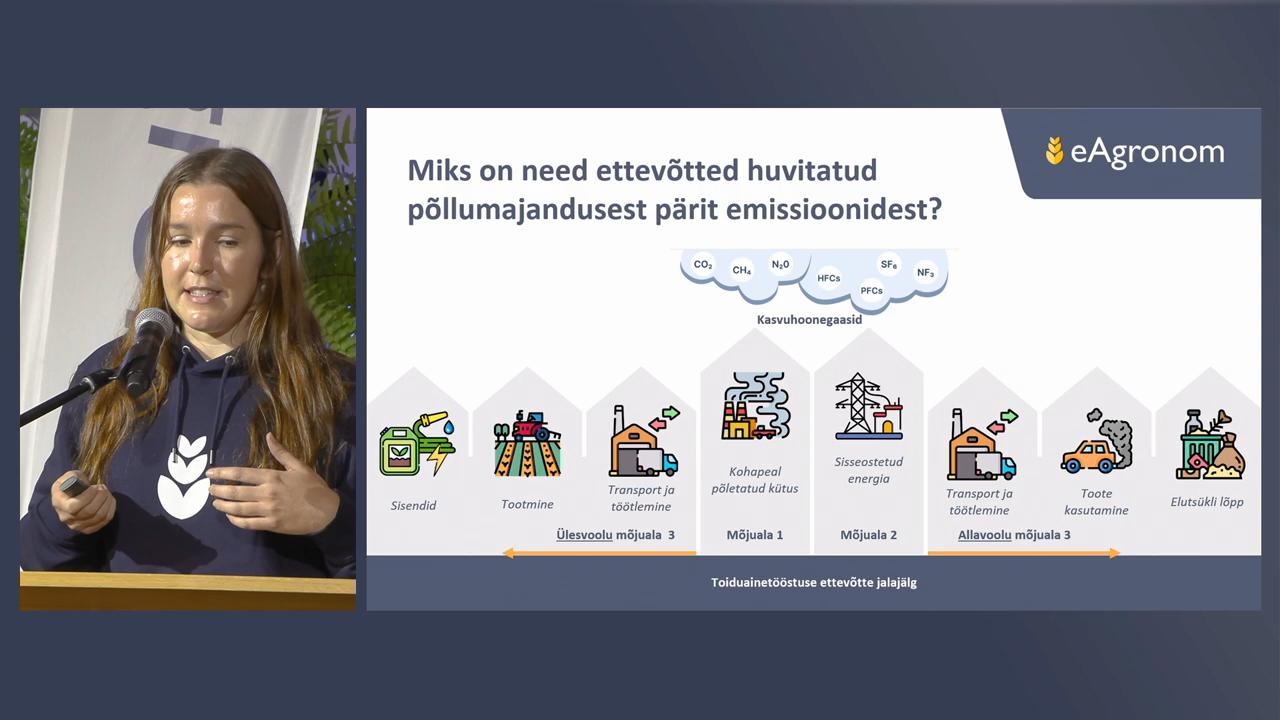 eAgronom
Miks on need ettevõtted huvitatud
põllumajandusest pärit emissioonidest?
CO₂
CH₄
N₂0
HFCs
PFCs
SF₆
NF₃
Kasvuhoonegaasid
Sisendid
Tootmine
Transport ja
töötlemine
Kohapeal
põletatud kütus
Sisseostetud
energia
Transport ja
töötlemine
Toote
kasutamine
Elutsükli lõpp
Ülesvoolu mõjuala 3
Mõjuala 1
Mõjuala 2
Allavoolu mõjuala 3
Toiduainetööstuse ettevõtte jalajälg